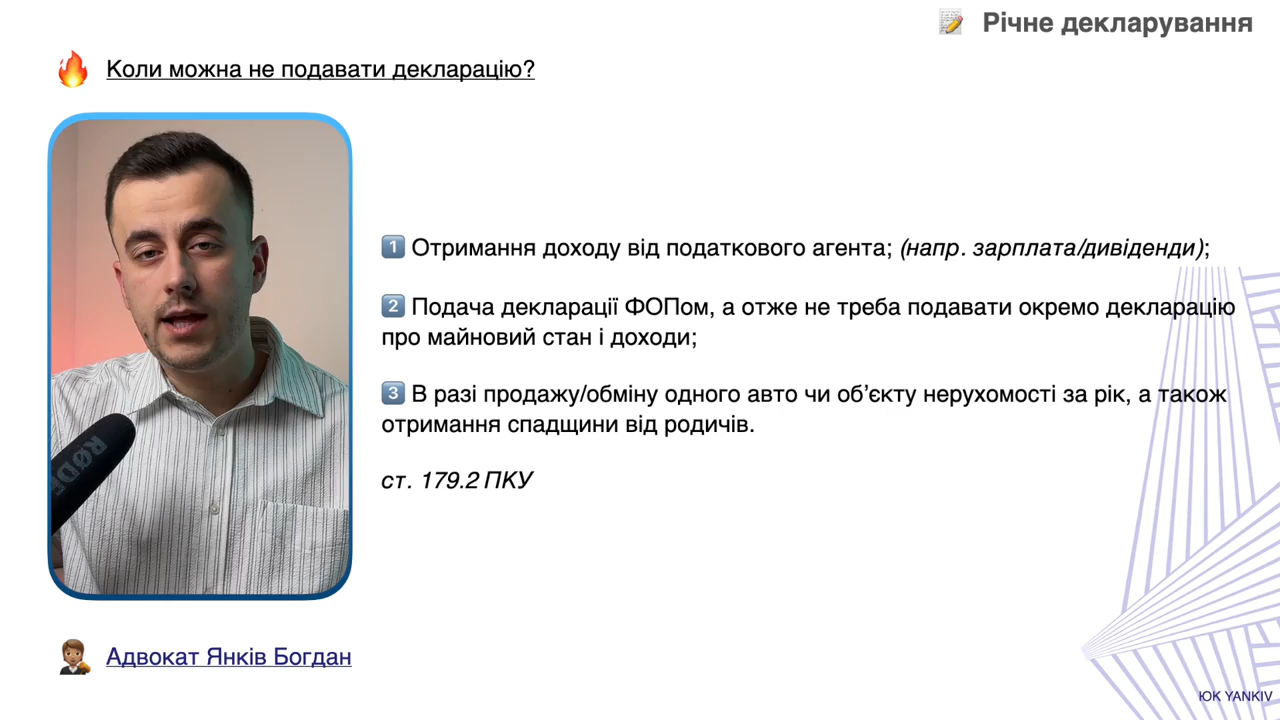 Річне декларування
Коли можна не подавати декларацію?
1 Отримання доходу від податкового агента; (напр. зарплата/дивіденди);
2 Подача декларації ФОПом, а отже не треба подавати окремо декларацію
про майновий стан і доходи;
3 В разі продажу/обміну одного авто чи об’єкту нерухомості за рік, а також
отримання спадщини від родичів.
ст. 179.2 ПКУ
RØDE
Адвокат Янків Богдан
ЮК YANKIV